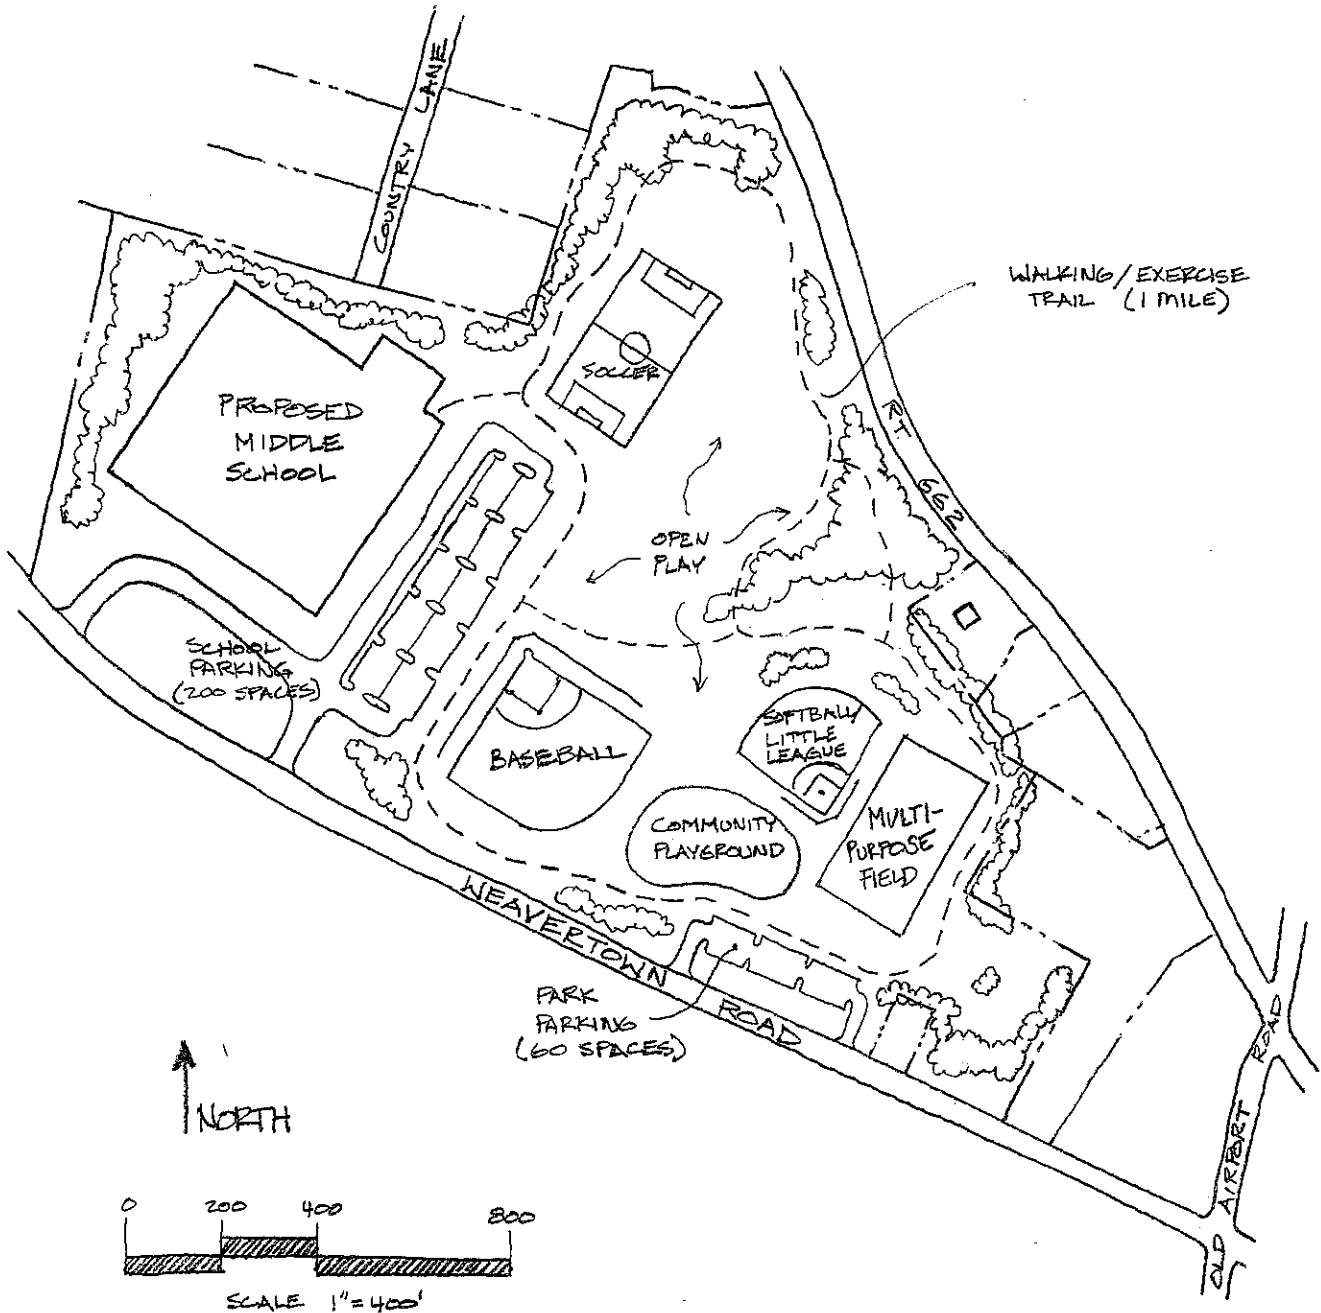 COUNTRY LANE
WALKING/EXERCISE
TRAIL (1 MILE)
SOCCER
PROPOSED
MIDDLE
SCHOOL
RT 662
OPEN
PLAY
SCHOOL
PARKING
(200 SPACES)
BASEBALL
SOFTBALL/
LITTLE
LEAGUE
COMMUNITY
PLAYGROUND
MULTI-
PURPOSE
FIELD
WEAVERTOWN ROAD
PARK
PARKING
(60 SPACES)
OLD AIRPORT ROAD
NORTH
0 200 400 800
SCALE 1"=400'